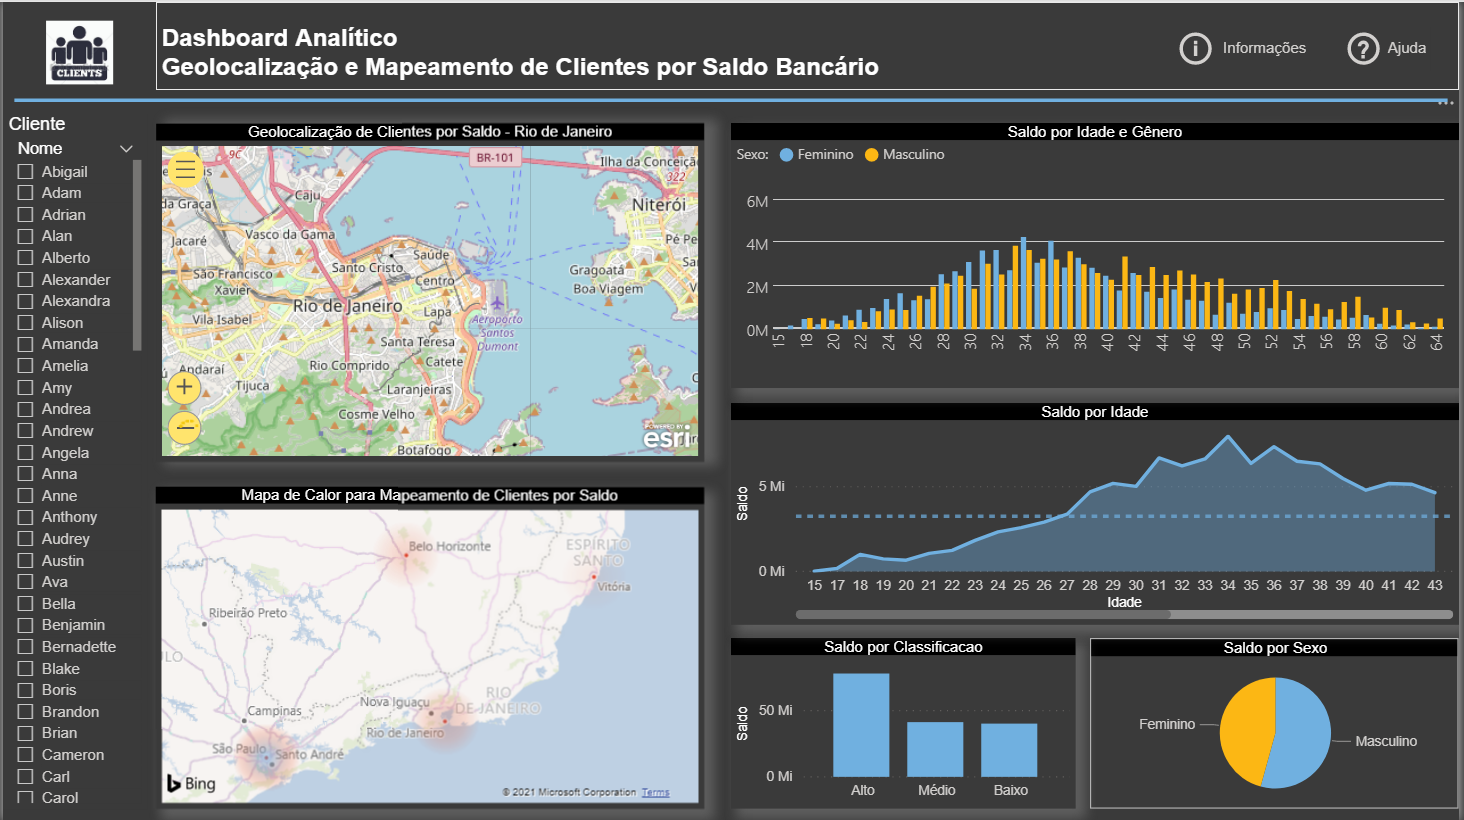 CLIENTS
Dashboard Analítico
Geolocalização e Mapeamento de Clientes por Saldo Bancário
Informações
Ajuda
Cliente
Nome
Abigail
Adam
Adrian
Alan
Alberto
Alexander
Alexandra
Alison
Amanda
Amelia
Amy
Andrea
Andrew
Angela
Anna
Anne
Anthony
Audrey
Austin
Ava
Bella
Benjamin
Bernadette
Blake
Boris
Brandon
Brian
Cameron
Carl
Carol
Geolocalização de Clientes por Saldo - Rio de Janeiro
9C
BR-101
Ilha da Conceiçã
322
da Graça
Caju
Niterói
Jacaré
Vasco da Gama
Pé Pe
Saúde
São Francisco
Santo Cristo
Gragoatá
Xavier
Centro
Boa Viagem
Rio de Janeiro
Lapa
Vila Isabel
Aeroporto
Santos
Dumont
Santa Teresa
Andaraí
Rio Comprido
Catete
Tijuca
Laranjeiras
Cosme Velho
Botafogo
POWERED BY
esri
Mapa de Calor para Mapeamento de Clientes por Saldo
Belo Horizonte
ESPÍRITO
SANTO
Vitória
Ribeirão Preto
LO
RIO
DE JANEIRO
Nova Iguaçu
Campinas
Rio de Janeiro
São Paulo
Santo André
Bing
© 2021 Microsoft Corporation Terms
Saldo por Idade e Gênero
Sexo: Feminino Masculino
6M
4M
2M
0M
15 18 20 22 24 26 28 30 32 34 36 38 40 42 44 46 48 50 52 54 56 58 60 62 64
Saldo por Idade
Saldo
5 Mi
0 Mi
15 17 18 19 20 21 22 23 24 25 26 27 28 29 30 31 32 33 34 35 36 37 38 39 40 41 42 43
Idade
Saldo por Classificacao
Saldo
50 Mi
0 Mi
Alto Médio Baixo
Saldo por Sexo
Feminino
Masculino